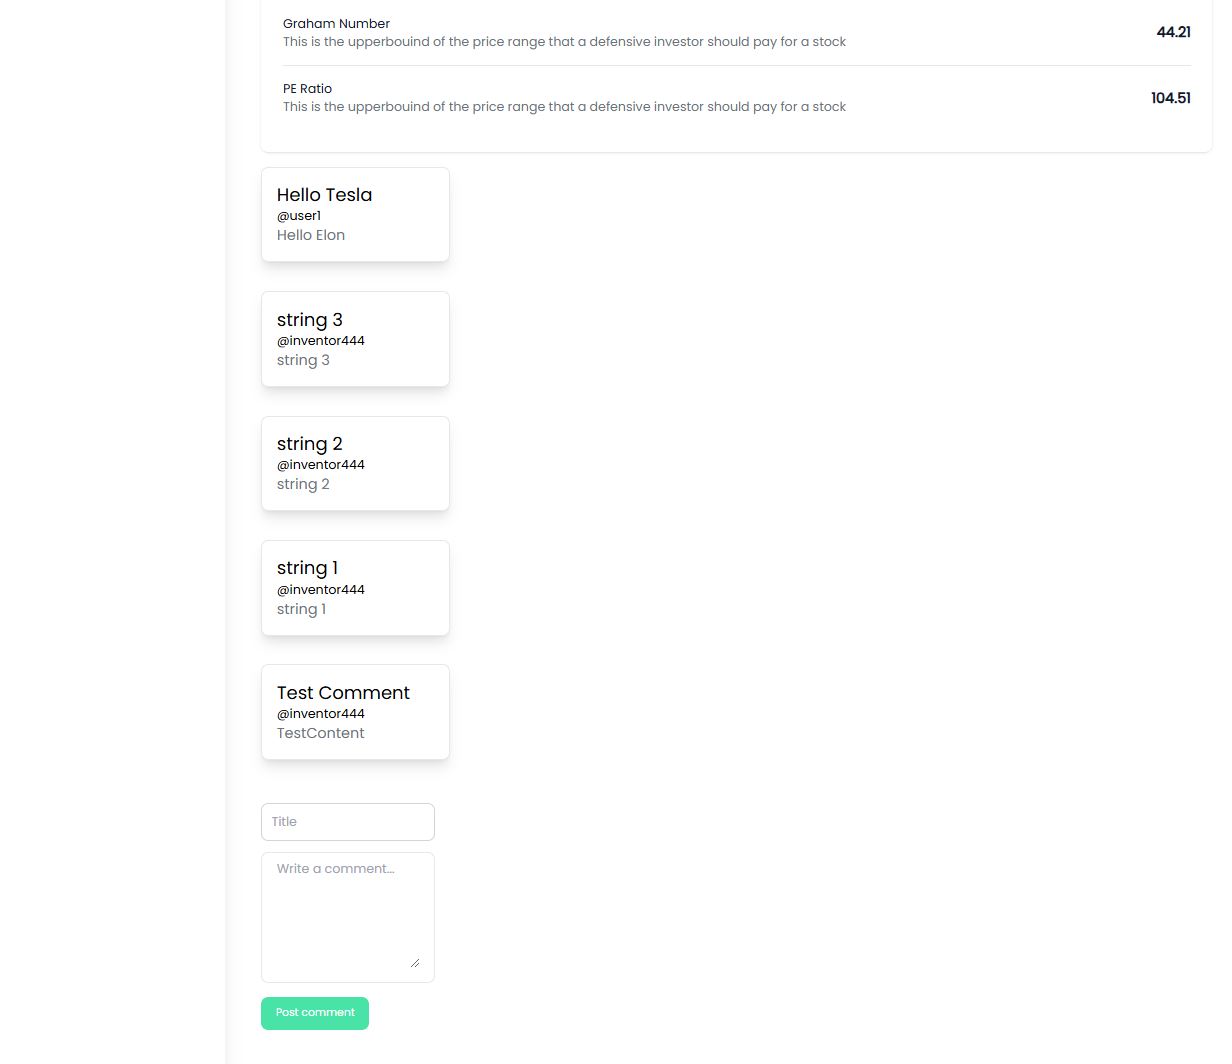 Graham Number
This is the upperbouind of the price range that a defensive investor should pay for a stock
44.21
PE Ratio
This is the upperbouind of the price range that a defensive investor should pay for a stock
104.51
Hello Tesla
@user1
Hello Elon
string 3
@inventor444
string 3
string 2
@inventor444
string 2
string 1
@inventor444
string 1
Test Comment
@inventor444
TestContent
Title
Write a comment...
Post comment